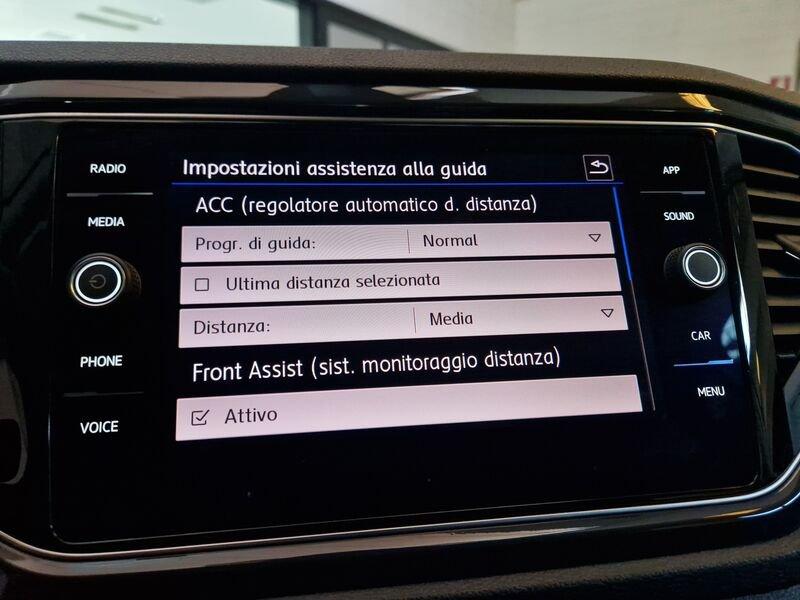 RADIO
MEDIA
PHONE
VOICE
Impostazioni assistenza alla guida
ACC (regolatore automatico d. distanza)
Progr. di guida: Normal
Ultima distanza selezionata
Distanza: Media
Front Assist (sist. monitoraggio distanza)
Attivo
APP
SOUND
CAR
MENU